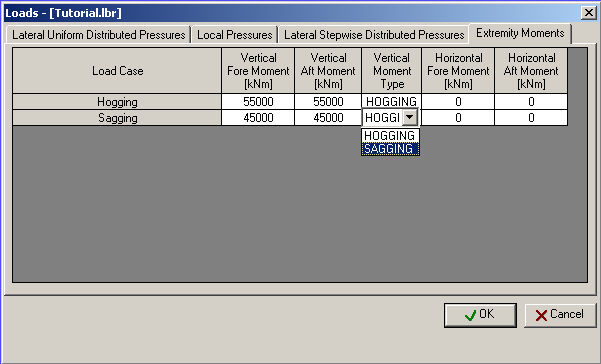 Loads - [Tutorial.lbr]
Lateral Uniform Distributed Pressures Local Pressures Lateral Stepwise Distributed Pressures Extremity Moments
Load Case Vertical Fore Moment [kNm] Vertical Aft Moment [kNm] Vertical Moment Type Horizontal Fore Moment [kNm] Horizontal Aft Moment [kNm]
Hogging 55000 55000 HOGGING 0 0
Sagging 45000 45000 HOGGI 0 0
HOGGING
SAGGING
OK Cancel